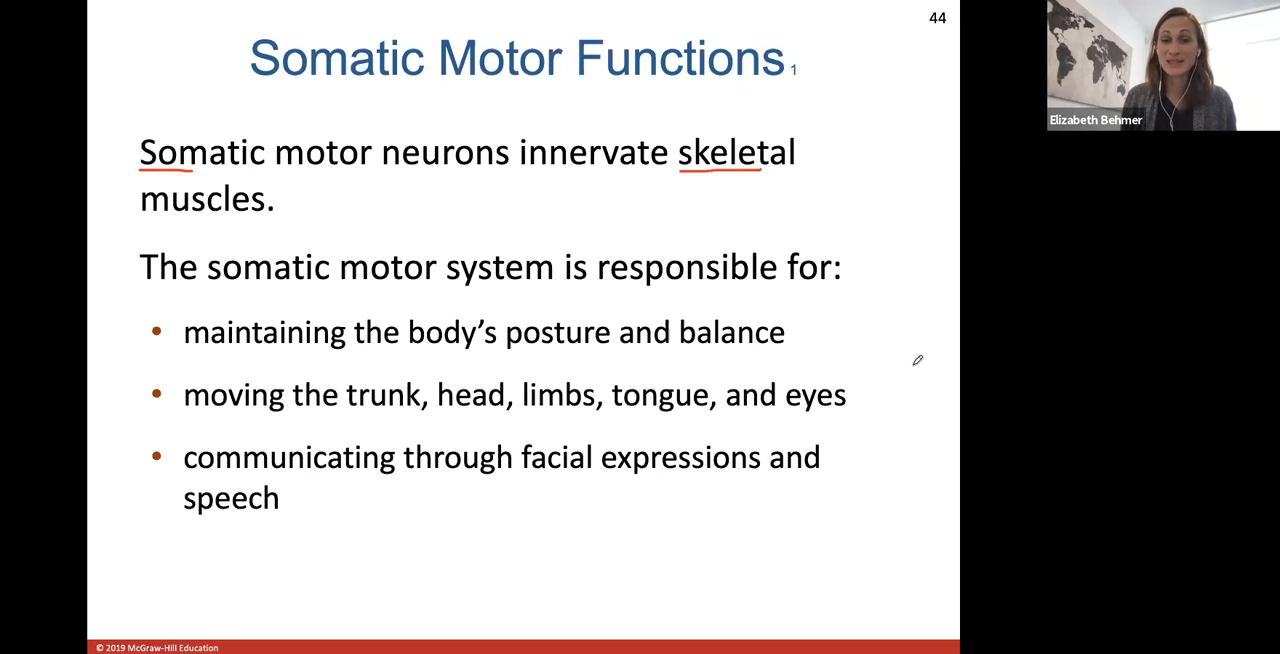 44
Somatic Motor Functions 1
Somatic motor neurons innervate skeletal
muscles.
The somatic motor system is responsible for:
• maintaining the body’s posture and balance
• moving the trunk, head, limbs, tongue, and eyes
• communicating through facial expressions and
speech
© 2019 McGraw-Hill Education
Elizabeth Behmer